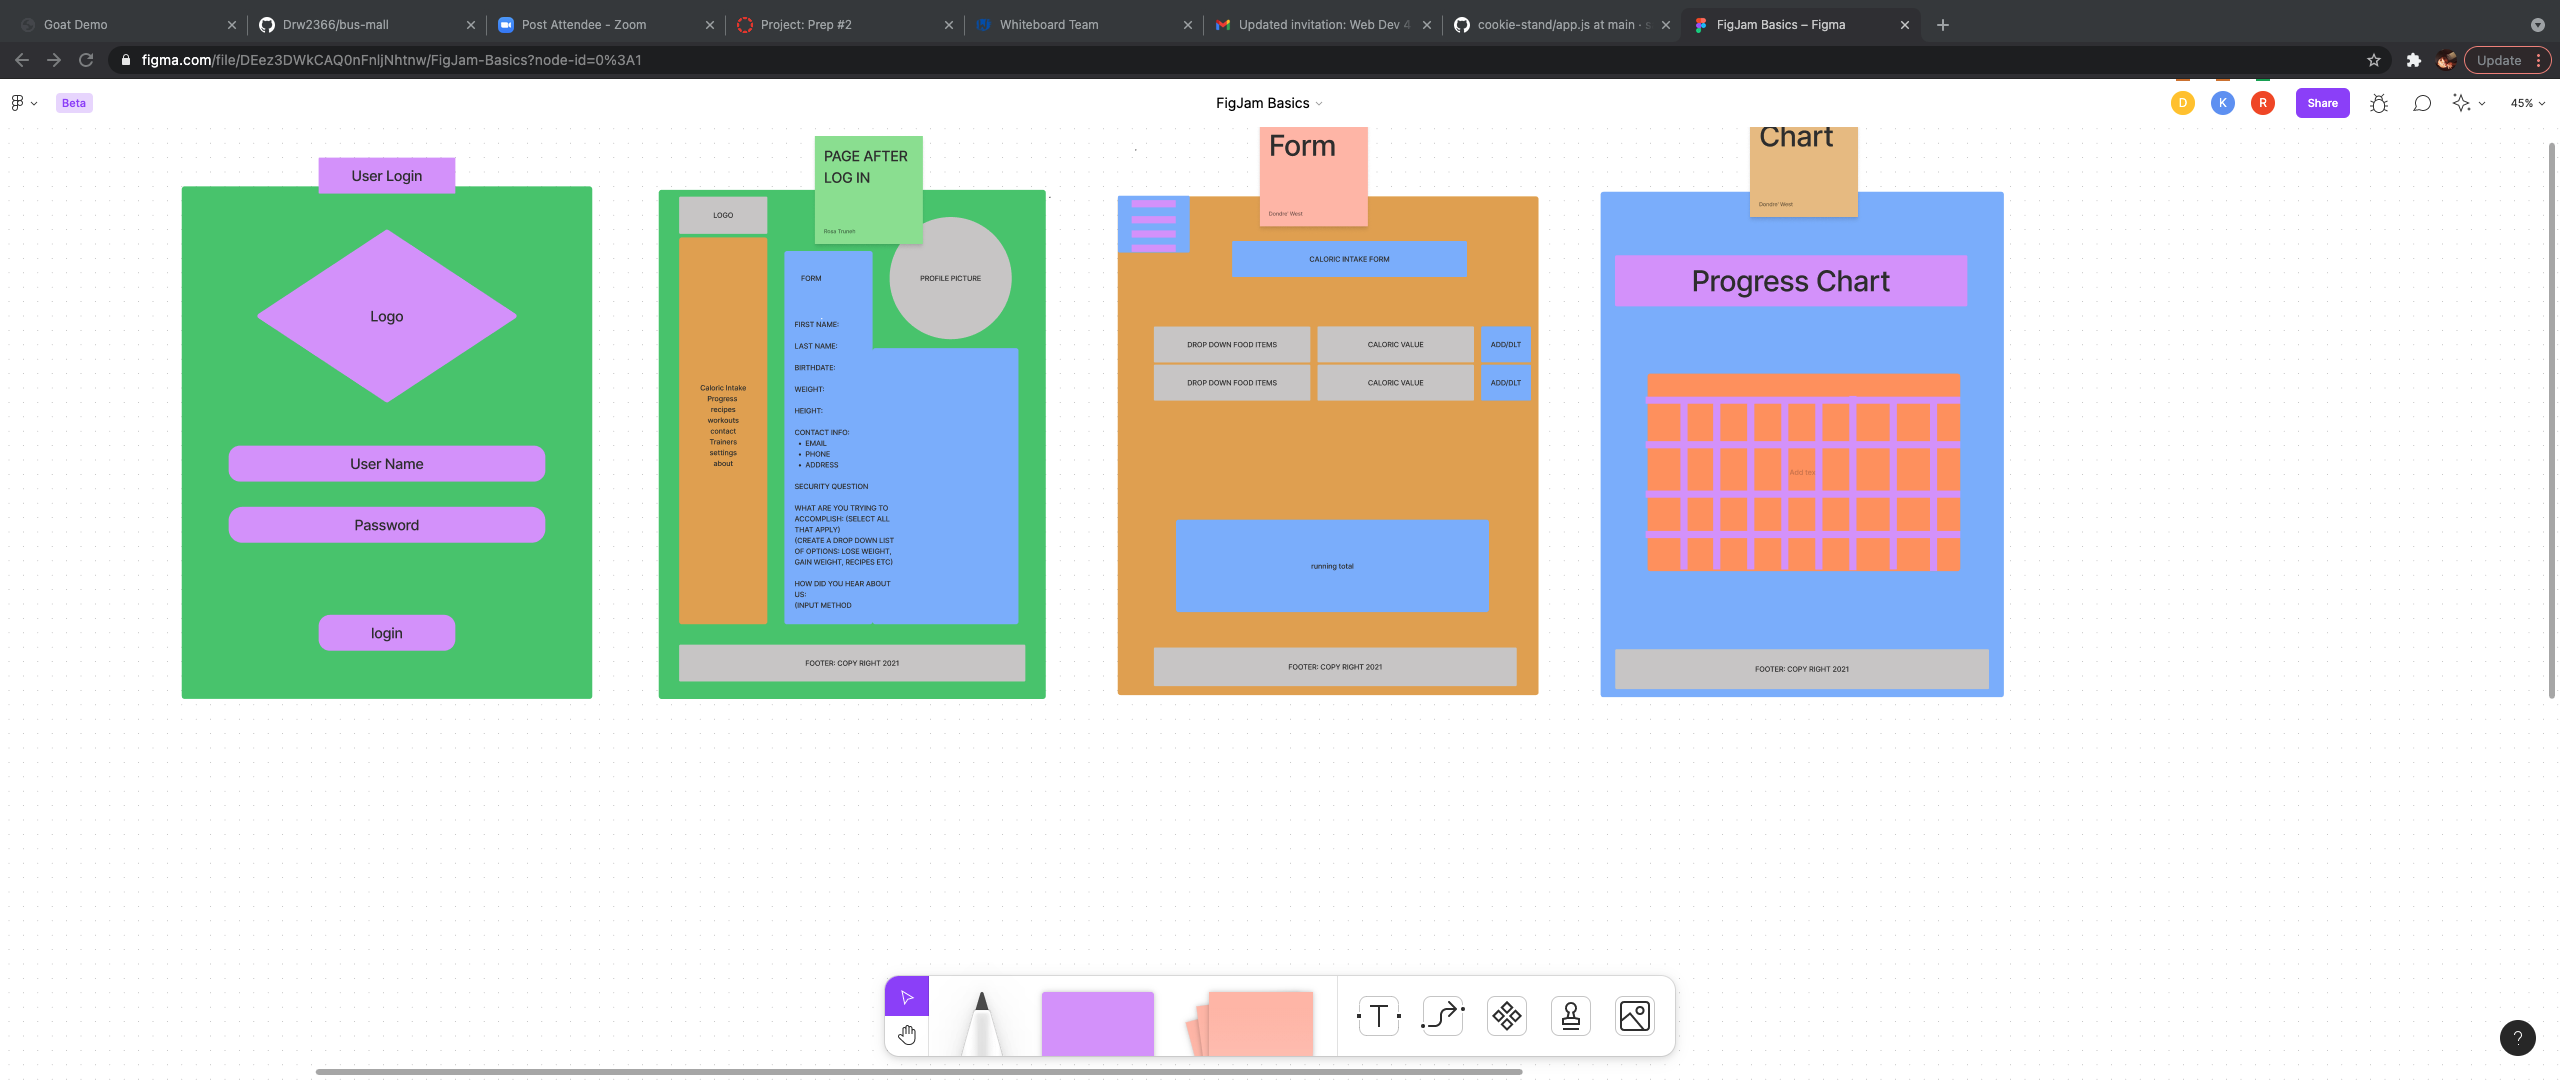 Goat Demo
Drw2366/bus-mall
Post Attendee - Zoom
Project: Prep #2
Whiteboard Team
Updated invitation: Web Dev 4
cookie-stand/app.js at main · s
FigJam Basics – Figma
figma.com/file/DEez3DWkCAQ0nFnljNhtnw/FigJam-Basics?node-id=0%3A1
Update
Beta
FigJam Basics
D
K
R
Share
45%
User Login
Logo
User Name
Password
login
PAGE AFTER
LOG IN
Rosa Truneh
LOGO
PROFILE PICTURE
FORM
FIRST NAME:
LAST NAME:
BIRTHDATE:
WEIGHT:
HEIGHT:
CONTACT INFO:
• EMAIL
• PHONE
• ADDRESS
SECURITY QUESTION
WHAT ARE YOU TRYING TO
ACCOMPLISH: (SELECT ALL
THAT APPLY)
(CREATE A DROP DOWN LIST
OF OPTIONS: LOSE WEIGHT,
GAIN WEIGHT, RECIPES ETC)
HOW DID YOU HEAR ABOUT
US:
(INPUT METHOD
Caloric Intake
Progress
recipes
workouts
contact
Trainers
settings
about
FOOTER: COPY RIGHT 2021
Form
Dondre' West
CALORIC INTAKE FORM
DROP DOWN FOOD ITEMS
CALORIC VALUE
ADD/DLT
DROP DOWN FOOD ITEMS
CALORIC VALUE
ADD/DLT
running total
FOOTER: COPY RIGHT 2021
Chart
Dondre' West
Progress Chart
Add tex
FOOTER: COPY RIGHT 2021
T
?